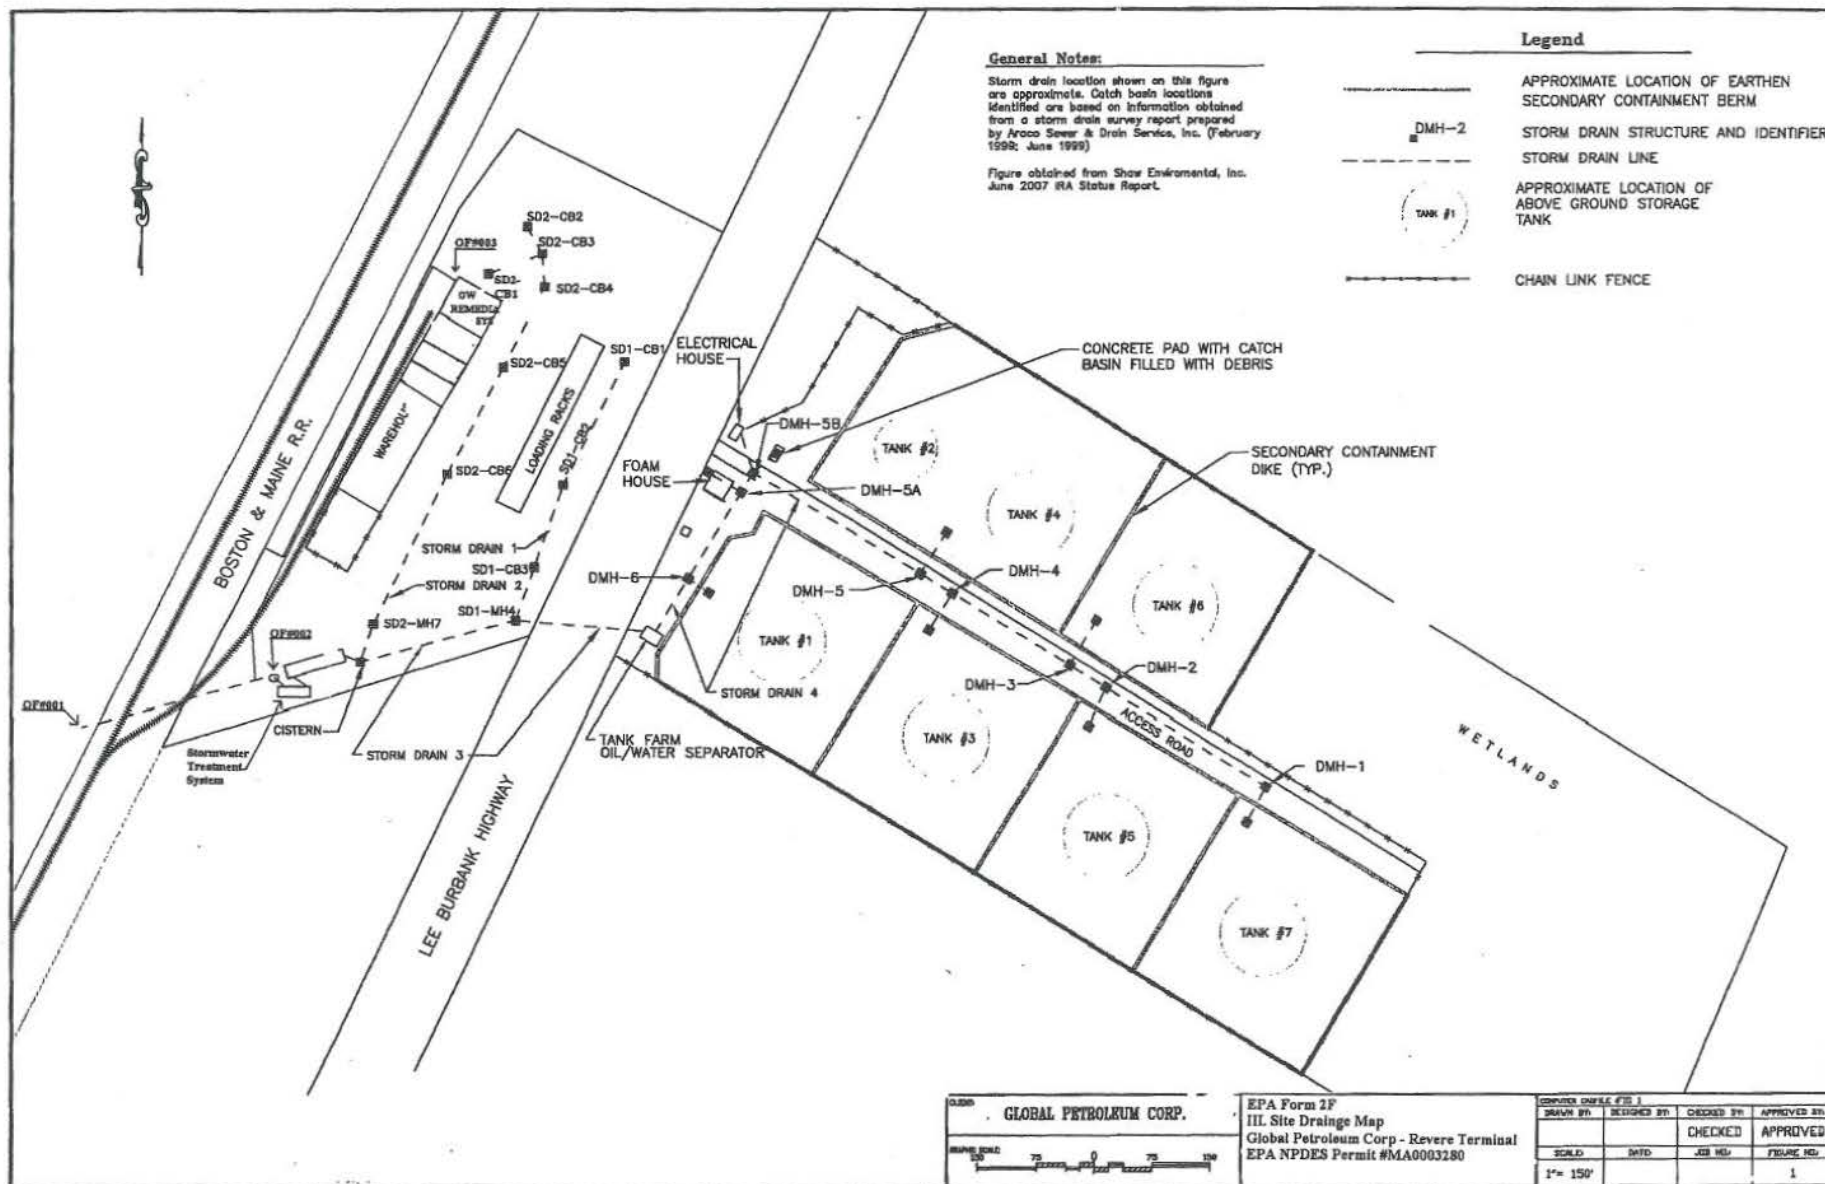 General Notes:
Storm drain location shown on this figure
are approximate. Catch basin locations
identified are based on information obtained
from a storm drain survey report prepared
by Araco Sewer & Drain Service, Inc. (February
1999; June 1999)
Figure obtained from Shaw Enviromental, Inc.
June 2007 IRA Status Report.
Legend
APPROXIMATE LOCATION OF EARTHEN
SECONDARY CONTAINMENT BERM
DMH-2
STORM DRAIN STRUCTURE AND IDENTIFIER
STORM DRAIN LINE
TANK #1
APPROXIMATE LOCATION OF
ABOVE GROUND STORAGE
TANK
CHAIN LINK FENCE
SD2-CB2
SD2-CB3
OF#003
SD2-
CB1
SD2-CB4
GW
REMEDIA
SYS
SD2-CB5
SD1-CB1
ELECTRICAL
HOUSE
CONCRETE PAD WITH CATCH
BASIN FILLED WITH DEBRIS
LOADING RACKS
BOSTON & MAINE R.R.
SD2-CB6
SD1-CB2
FOAM
HOUSE
DMH-5B
DMH-5A
TANK #2
TANK #4
SECONDARY CONTAINMENT
DIKE (TYP.)
STORM DRAIN 1
SD1-CB3
STORM DRAIN 2
SD1-MH4
SD2-MH7
DMH-6
DMH-5
DMH-4
TANK #6
OF#002
TANK #1
DMH-3
DMH-2
STORM DRAIN 4
OF#001
CISTERN
Stormwater
Treatment
System
STORM DRAIN 3
TANK FARM
OIL/WATER SEPARATOR
TANK #3
ACCESS ROAD
DMH-1
WETLANDS
LEE BURBANK HIGHWAY
TANK #5
TANK #7
GLOBAL PETROLEUM CORP.
GRAPHIC SCALE
150 75 0 75 150
EPA Form 2F
III. Site Drainge Map
Global Petroleum Corp - Revere Terminal
EPA NPDES Permit #MA0003280
DRAWN BY: DESIGNED BY: CHECKED BY: APPROVED BY:
CHECKED APPROVED
SCALE: DATE: JOB NO.: FIGURE NO.:
1"= 150' 1